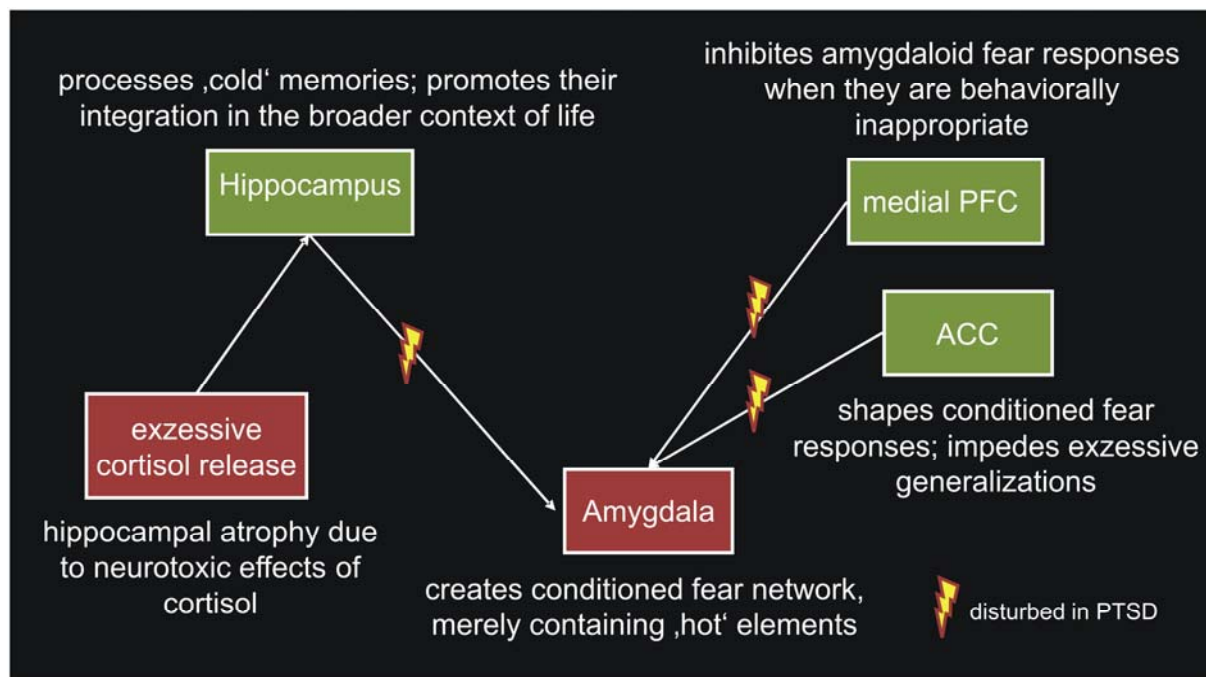 processes ‚cold‘ memories; promotes their
integration in the broader context of life
Hippocampus
inhibites amygdaloid fear responses
when they are behaviorally
inappropriate
medial PFC
ACC
shapes conditioned fear
responses; impedes exzessive
generalizations
exzessive
cortisol release
hippocampal atrophy due
to neurotoxic effects of
cortisol
Amygdala
creates conditioned fear network,
merely containing ‚hot‘ elements
disturbed in PTSD